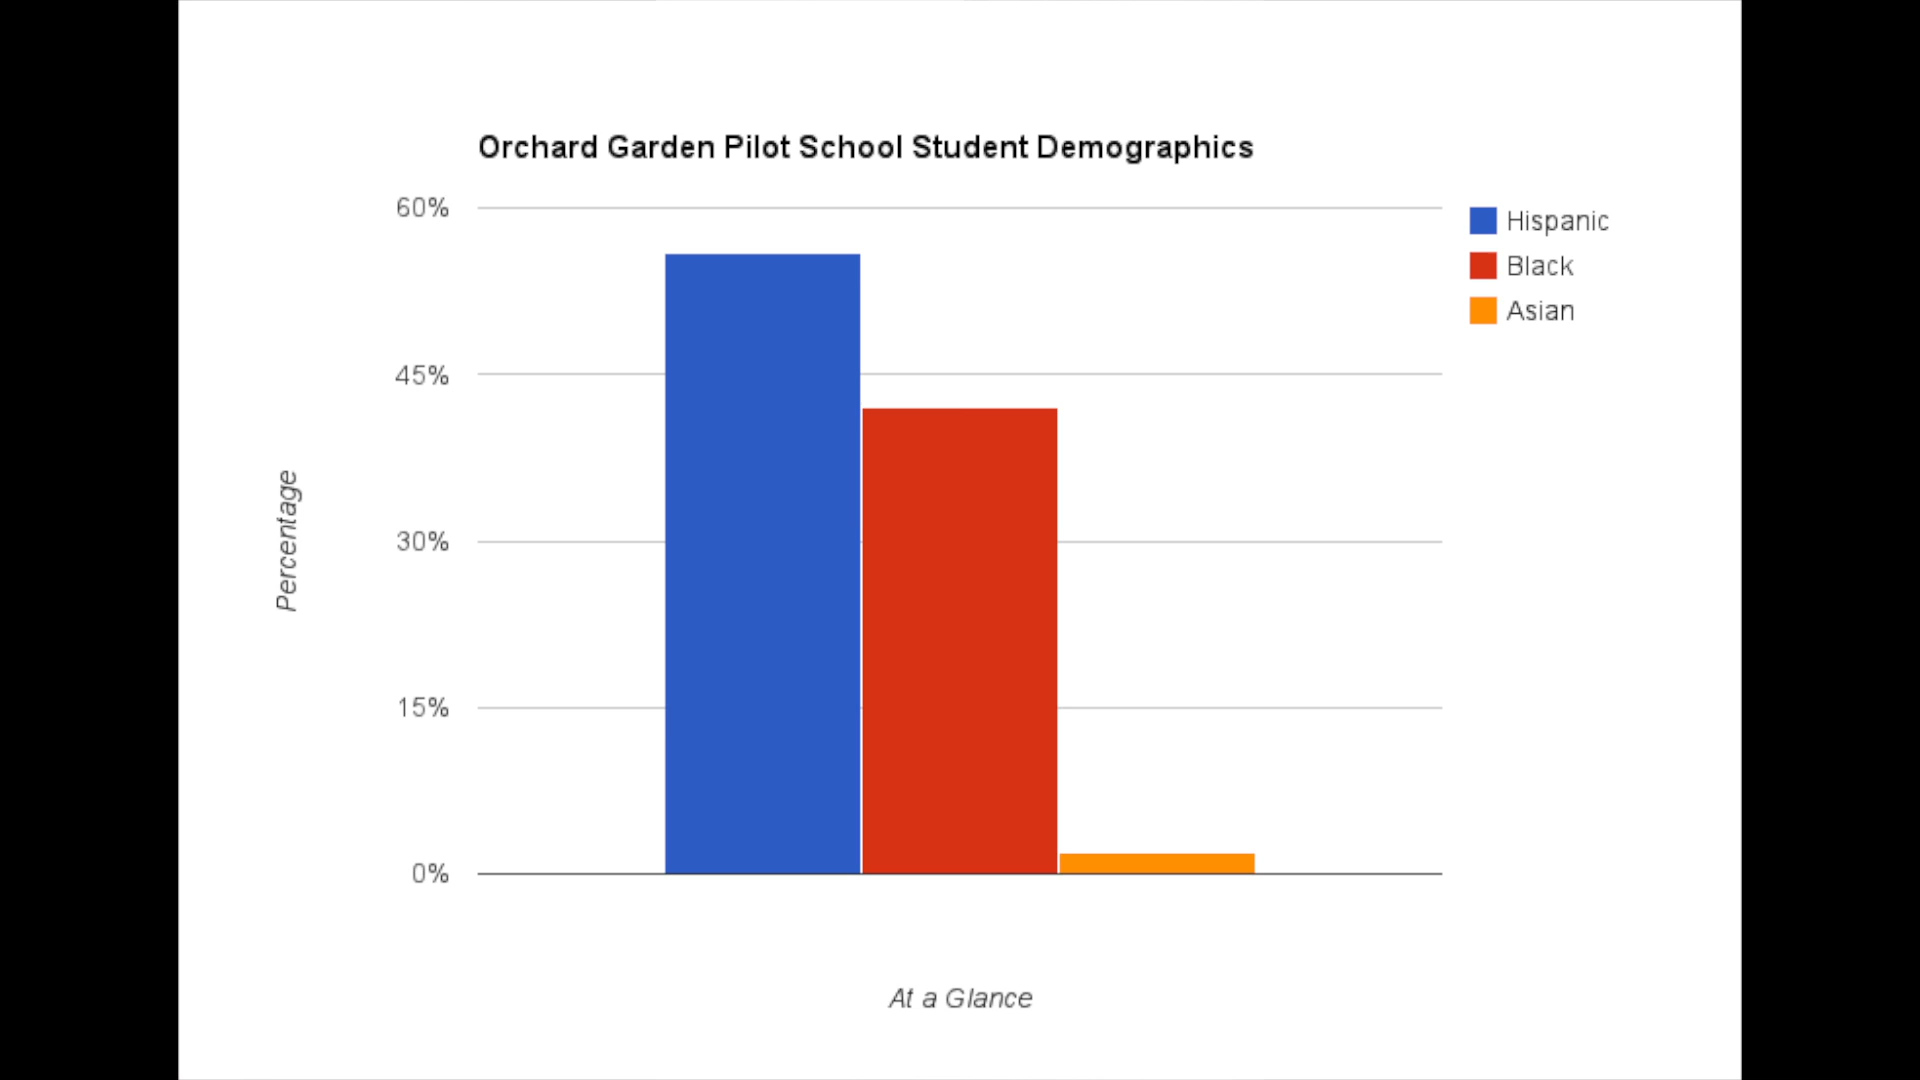 Orchard Garden Pilot School Student Demographics
60%
45%
30%
15%
0%
Percentage
At a Glance
Hispanic
Black
Asian